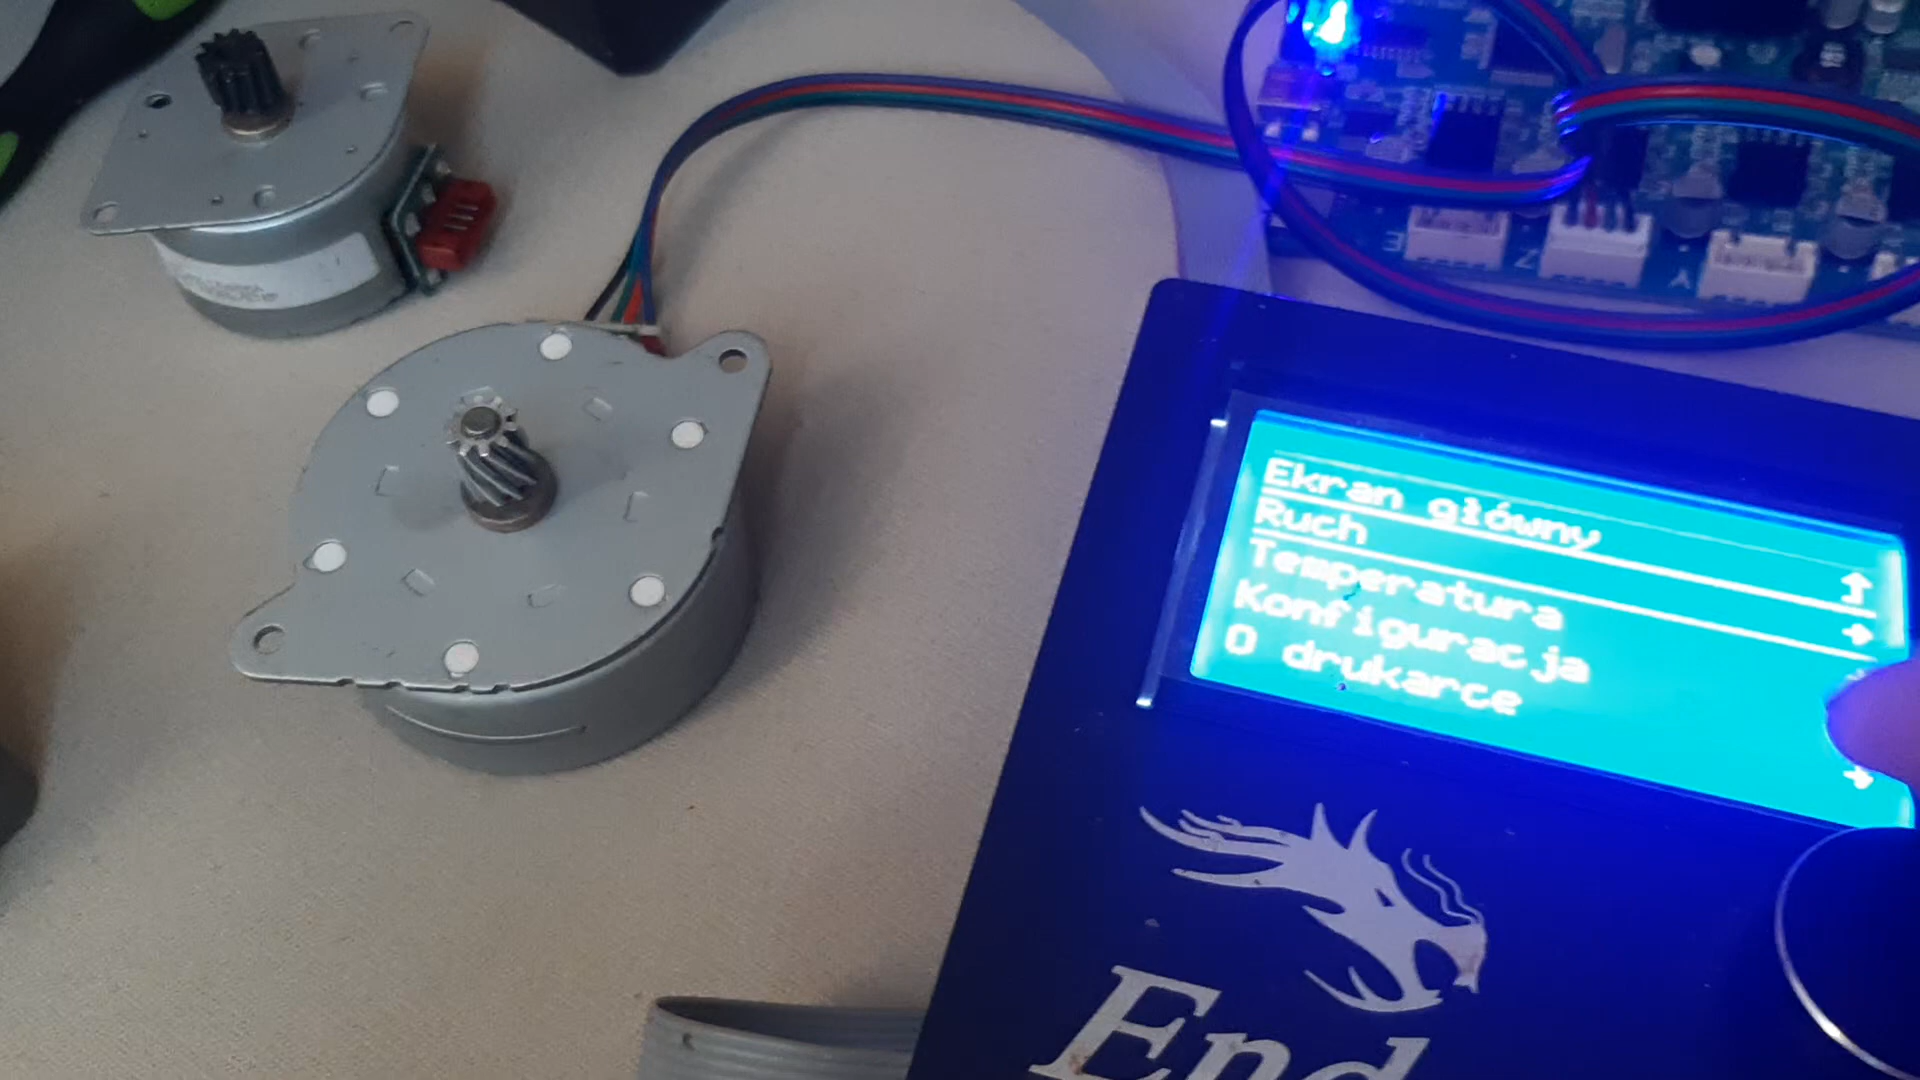 E
Z
Y
Ekran główny
Ruch
Temperatura
Konfiguracja
O drukarce
End